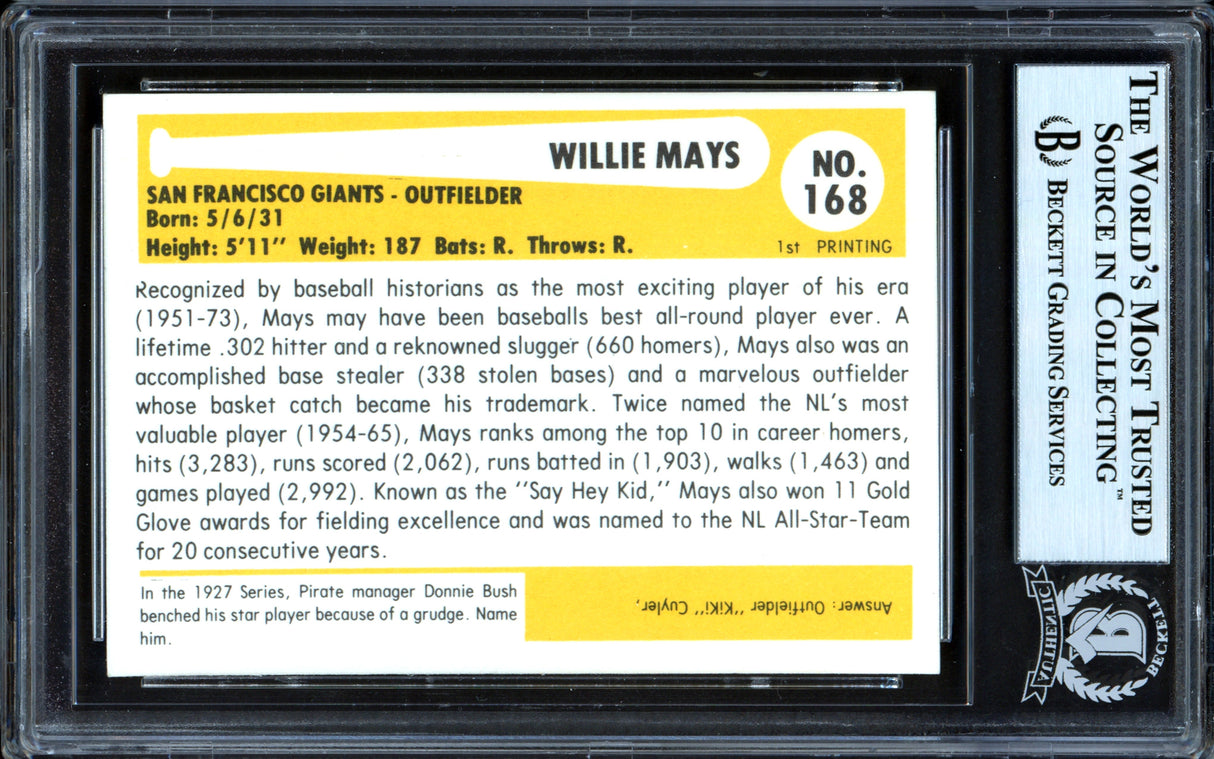 WILLIE MAYS
NO.
168
SAN FRANCISCO GIANTS - OUTFIELDER
Born: 5/6/31
Height: 5'11" Weight: 187 Bats: R. Throws: R.
1st PRINTING
Recognized by baseball historians as the most exciting player of his era
(1951-73), Mays may have been baseballs best all-round player ever. A
lifetime .302 hitter and a reknowned slugger (660 homers), Mays also was an
accomplished base stealer (338 stolen bases) and a marvelous outfielder
whose basket catch became his trademark. Twice named the NL's most
valuable player (1954-65), Mays ranks among the top 10 in career homers,
hits (3,283), runs scored (2,062), runs batted in (1,903), walks (1,463) and
games played (2,992). Known as the "Say Hey Kid," Mays also won 11 Gold
Glove awards for fielding excellence and was named to the NL All-Star-Team
for 20 consecutive years.
In the 1927 Series, Pirate manager Donnie Bush
benched his star player because of a grudge. Name
him.
Answer: Outfielder "KiKi" Cuyler,
THE WORLD'S MOST TRUSTED
SOURCE IN COLLECTING™
B BECKETT GRADING SERVICES
AUTHENTIC
B
BECKETT